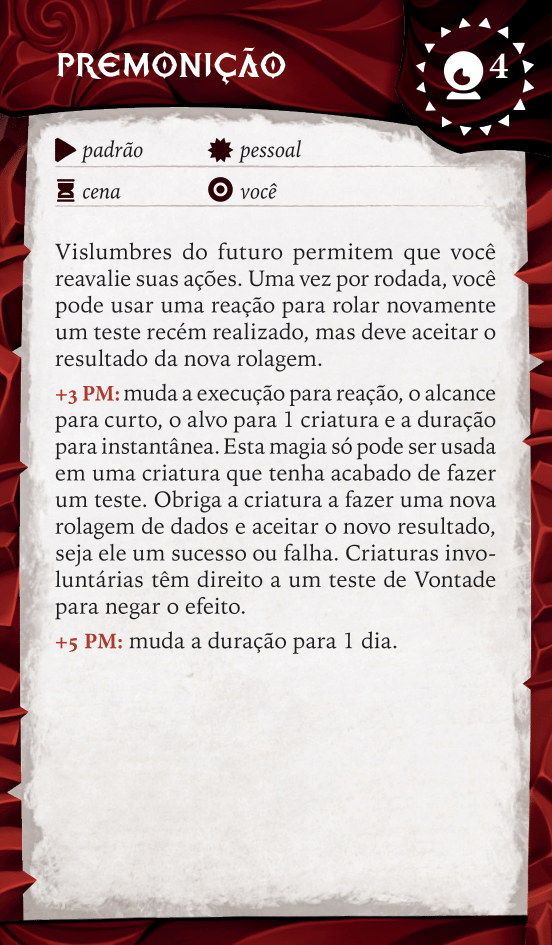 PREMONIÇÃO
4
padrão pessoal
cena você
Vislumbres do futuro permitem que você
reavalie suas ações. Uma vez por rodada, você
pode usar uma reação para rolar novamente
um teste recém realizado, mas deve aceitar o
resultado da nova rolagem.
+3 PM: muda a execução para reação, o alcance
para curto, o alvo para 1 criatura e a duração
para instantânea. Esta magia só pode ser usada
em uma criatura que tenha acabado de fazer
um teste. Obriga a criatura a fazer uma nova
rolagem de dados e aceitar o novo resultado,
seja ele um sucesso ou falha. Criaturas invo-
luntárias têm direito a um teste de Vontade
para negar o efeito.
+5 PM: muda a duração para 1 dia.